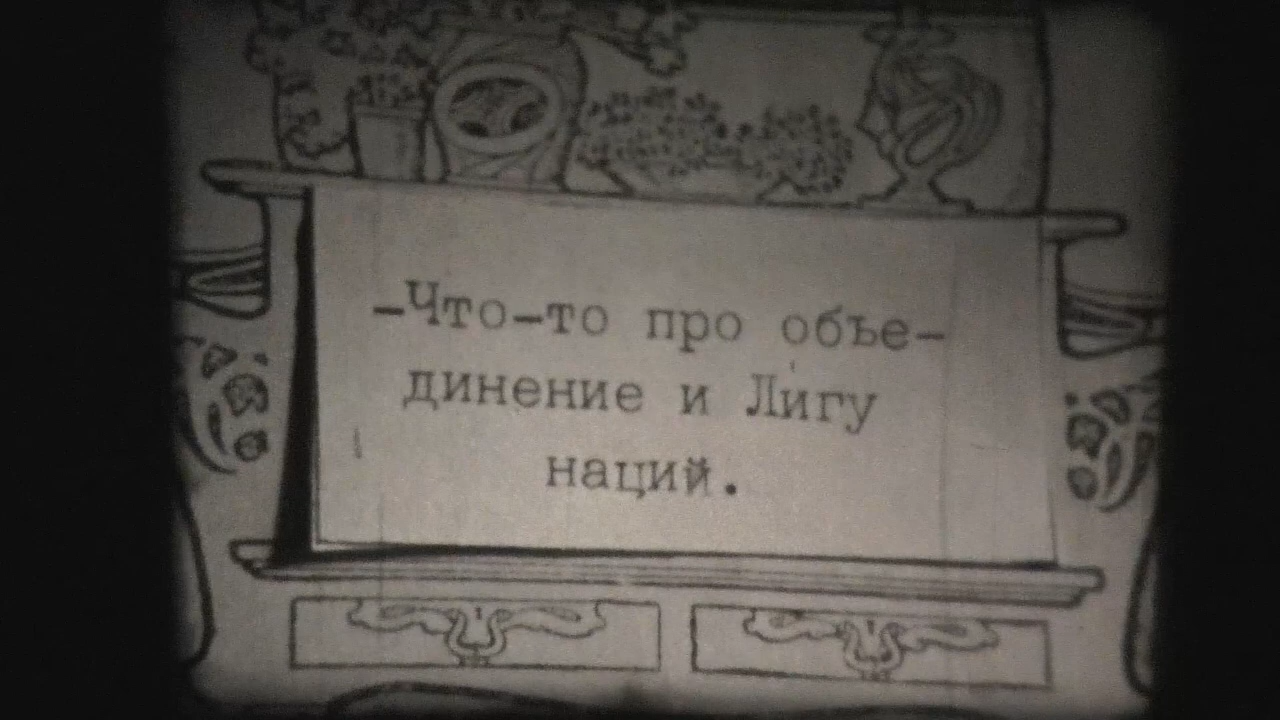 –Что-то про объе-
динение и Лигу
наций.